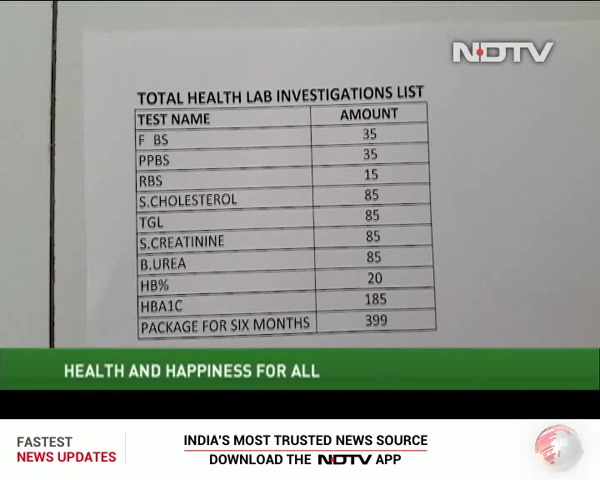 NDTV
TOTAL HEALTH LAB INVESTIGATIONS LIST
TEST NAME AMOUNT
F BS 35
PPBS 35
RBS 15
S.CHOLESTEROL 85
TGL 85
S.CREATININE 85
B.UREA 85
HB% 20
HBA1C 185
PACKAGE FOR SIX MONTHS 399
HEALTH AND HAPPINESS FOR ALL
FASTEST
NEWS UPDATES
INDIA'S MOST TRUSTED NEWS SOURCE
DOWNLOAD THE NDTV APP